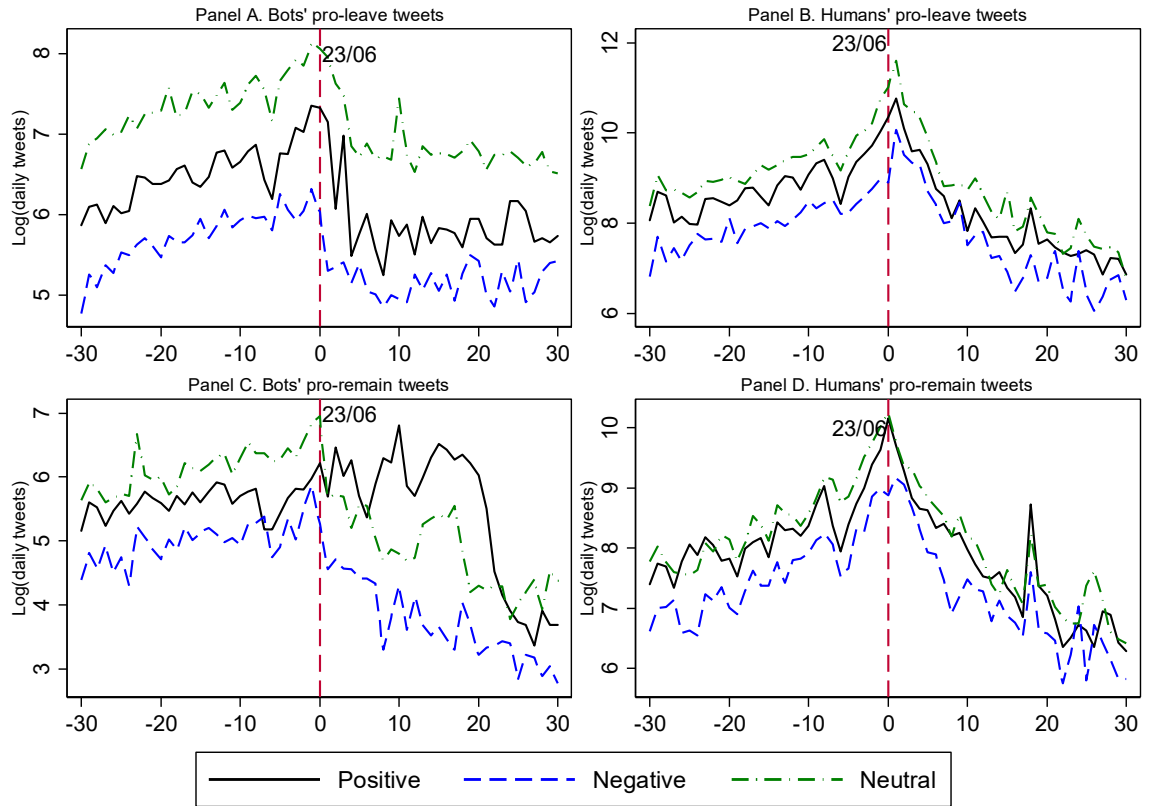 Panel A. Bots' pro-leave tweets
Log(daily tweets)
8
7
6
5
23/06
-30 -20 -10 0 10 20 30
Panel B. Humans' pro-leave tweets
Log(daily tweets)
12
10
8
6
23/06
-30 -20 -10 0 10 20 30
Panel C. Bots' pro-remain tweets
Log(daily tweets)
7
6
5
4
3
23/06
-30 -20 -10 0 10 20 30
Panel D. Humans' pro-remain tweets
Log(daily tweets)
10
9
8
7
6
23/06
-30 -20 -10 0 10 20 30
Positive Negative Neutral